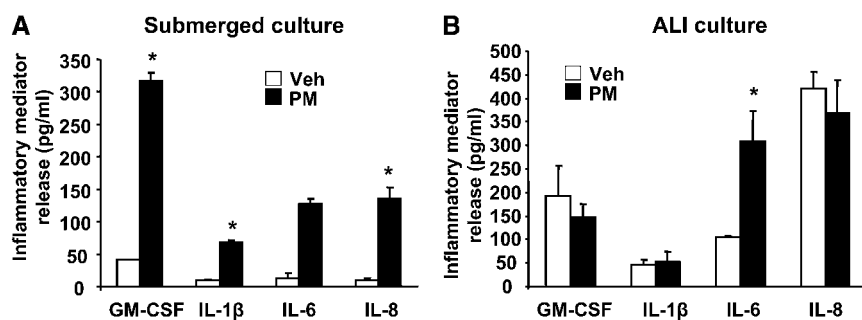 A
Submerged culture
Inflammatory mediator
release (pg/ml)
350
300
250
200
150
100
50
0
*
*
*
Veh
PM
GM-CSF IL-1β IL-6 IL-8
B
ALI culture
Inflammatory mediator
release (pg/ml)
500
450
400
350
300
250
200
150
100
50
0
*
Veh
PM
GM-CSF IL-1β IL-6 IL-8